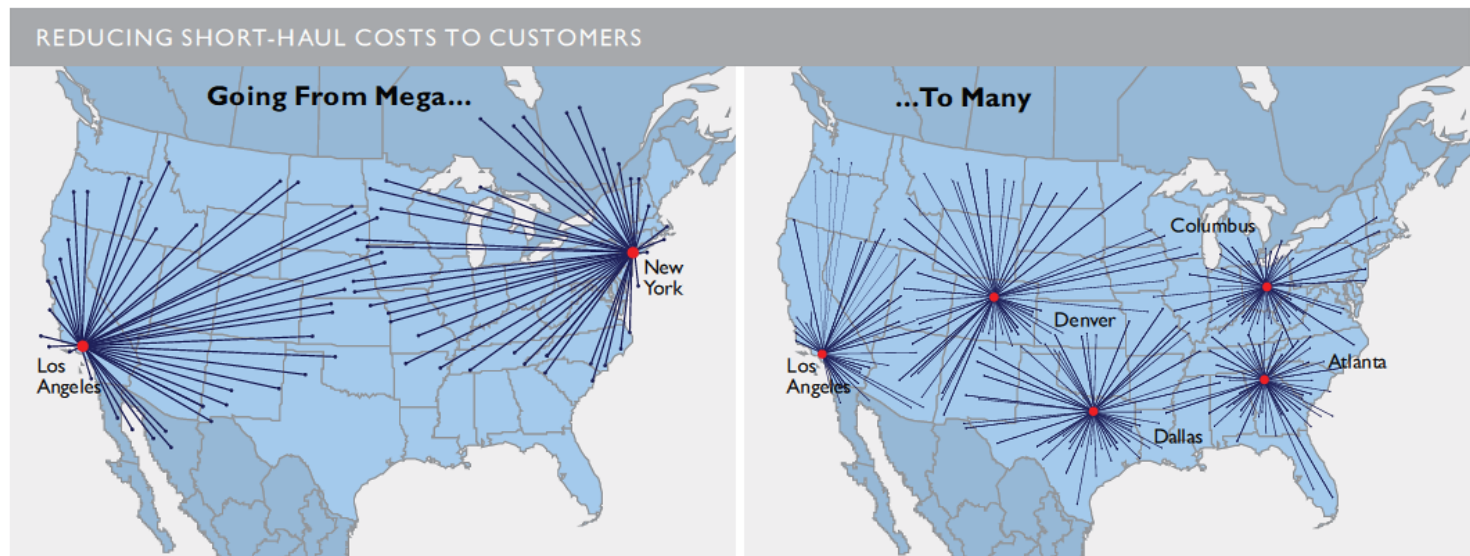 REDUCING SHORT-HAUL COSTS TO CUSTOMERS
Going From Mega...
New
York
Los
Angeles
...To Many
Columbus
Denver
Los
Angeles
Atlanta
Dallas